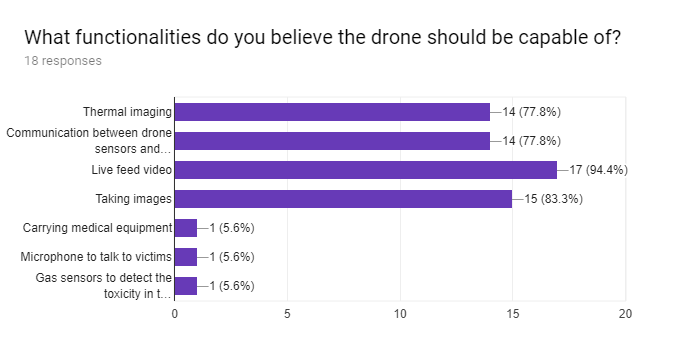 What functionalities do you believe the drone should be capable of?
18 responses
Thermal imaging
14 (77.8%)
Communication between drone
sensors and...
14 (77.8%)
Live feed video
17 (94.4%)
Taking images
15 (83.3%)
Carrying medical equipment
1 (5.6%)
Microphone to talk to victims
1 (5.6%)
Gas sensors to detect the
toxicity in t...
1 (5.6%)
0
5
10
15
20